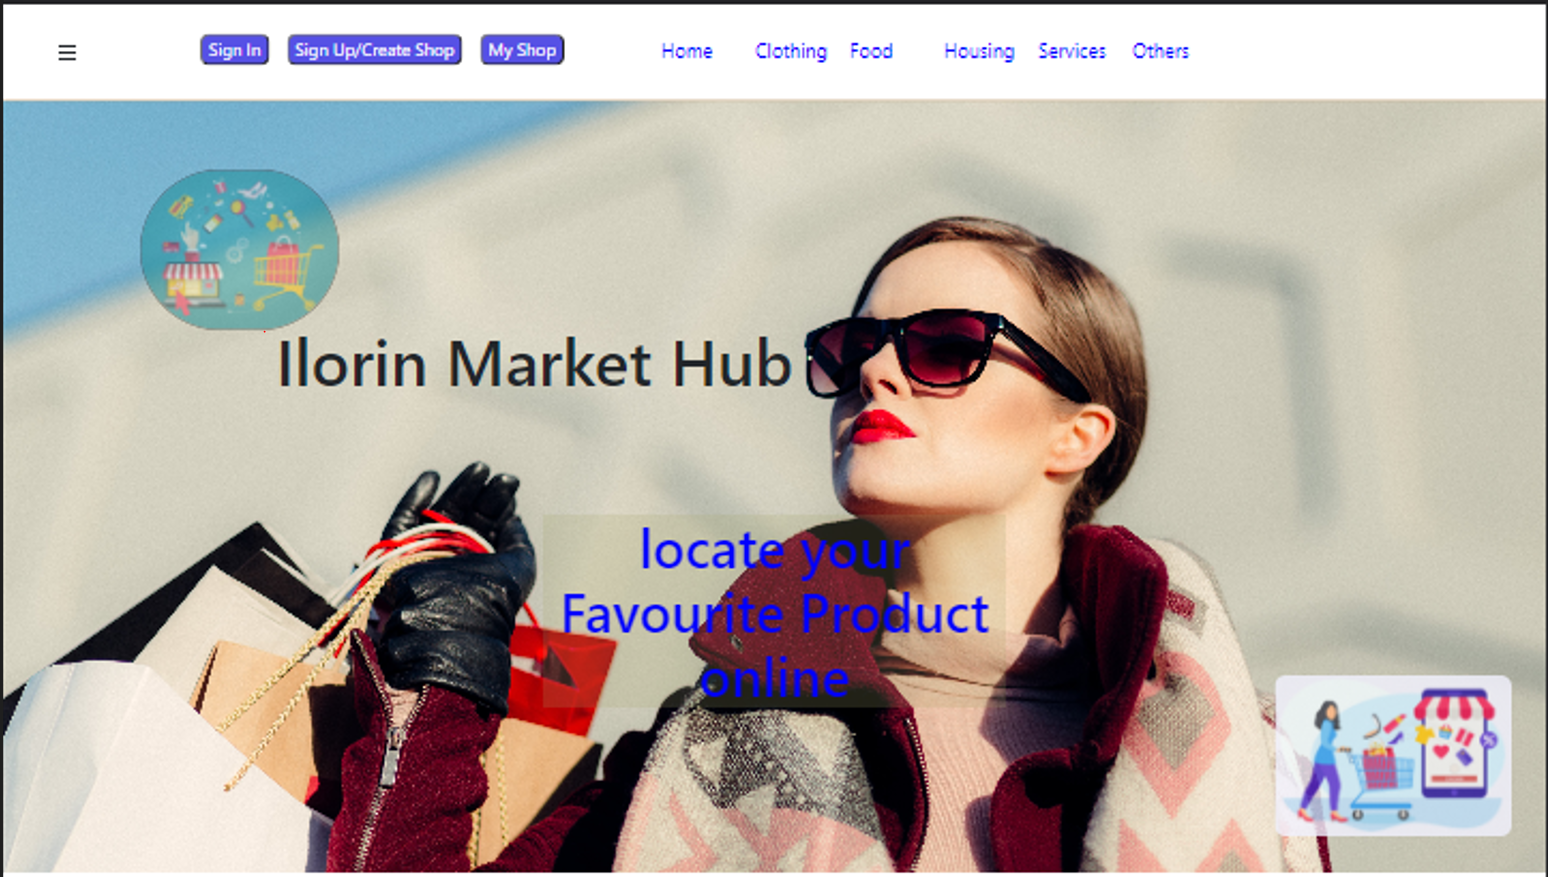 Sign In Sign Up/Create Shop My Shop Home Clothing Food Housing Services Others
Ilorin Market Hub
locate your
Favourite Product
online